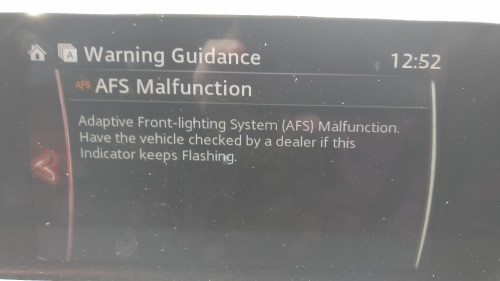 A Warning Guidance 12:52
AFS AFS Malfunction
Adaptive Front-lighting System (AFS) Malfunction.
Have the vehicle checked by a dealer if this
Indicator keeps Flashing.